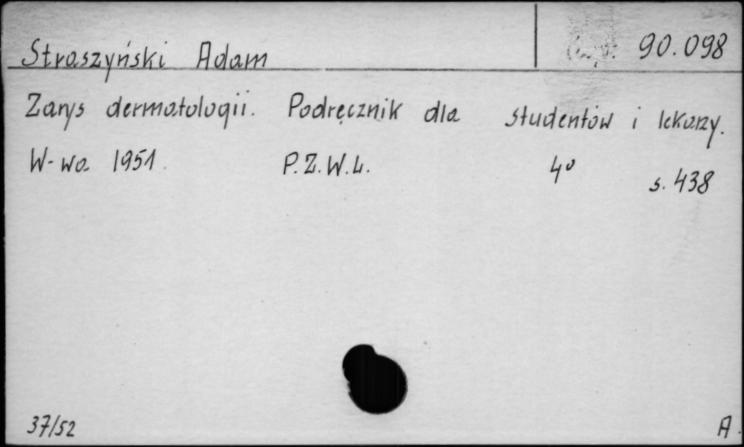 Straszyński Adam 90.098
Zarys dermatologii. Podręcznik dla studentów i lekarzy.
W-wa 1951. P.Z.W.L. 4° s. 438
37/52 A.